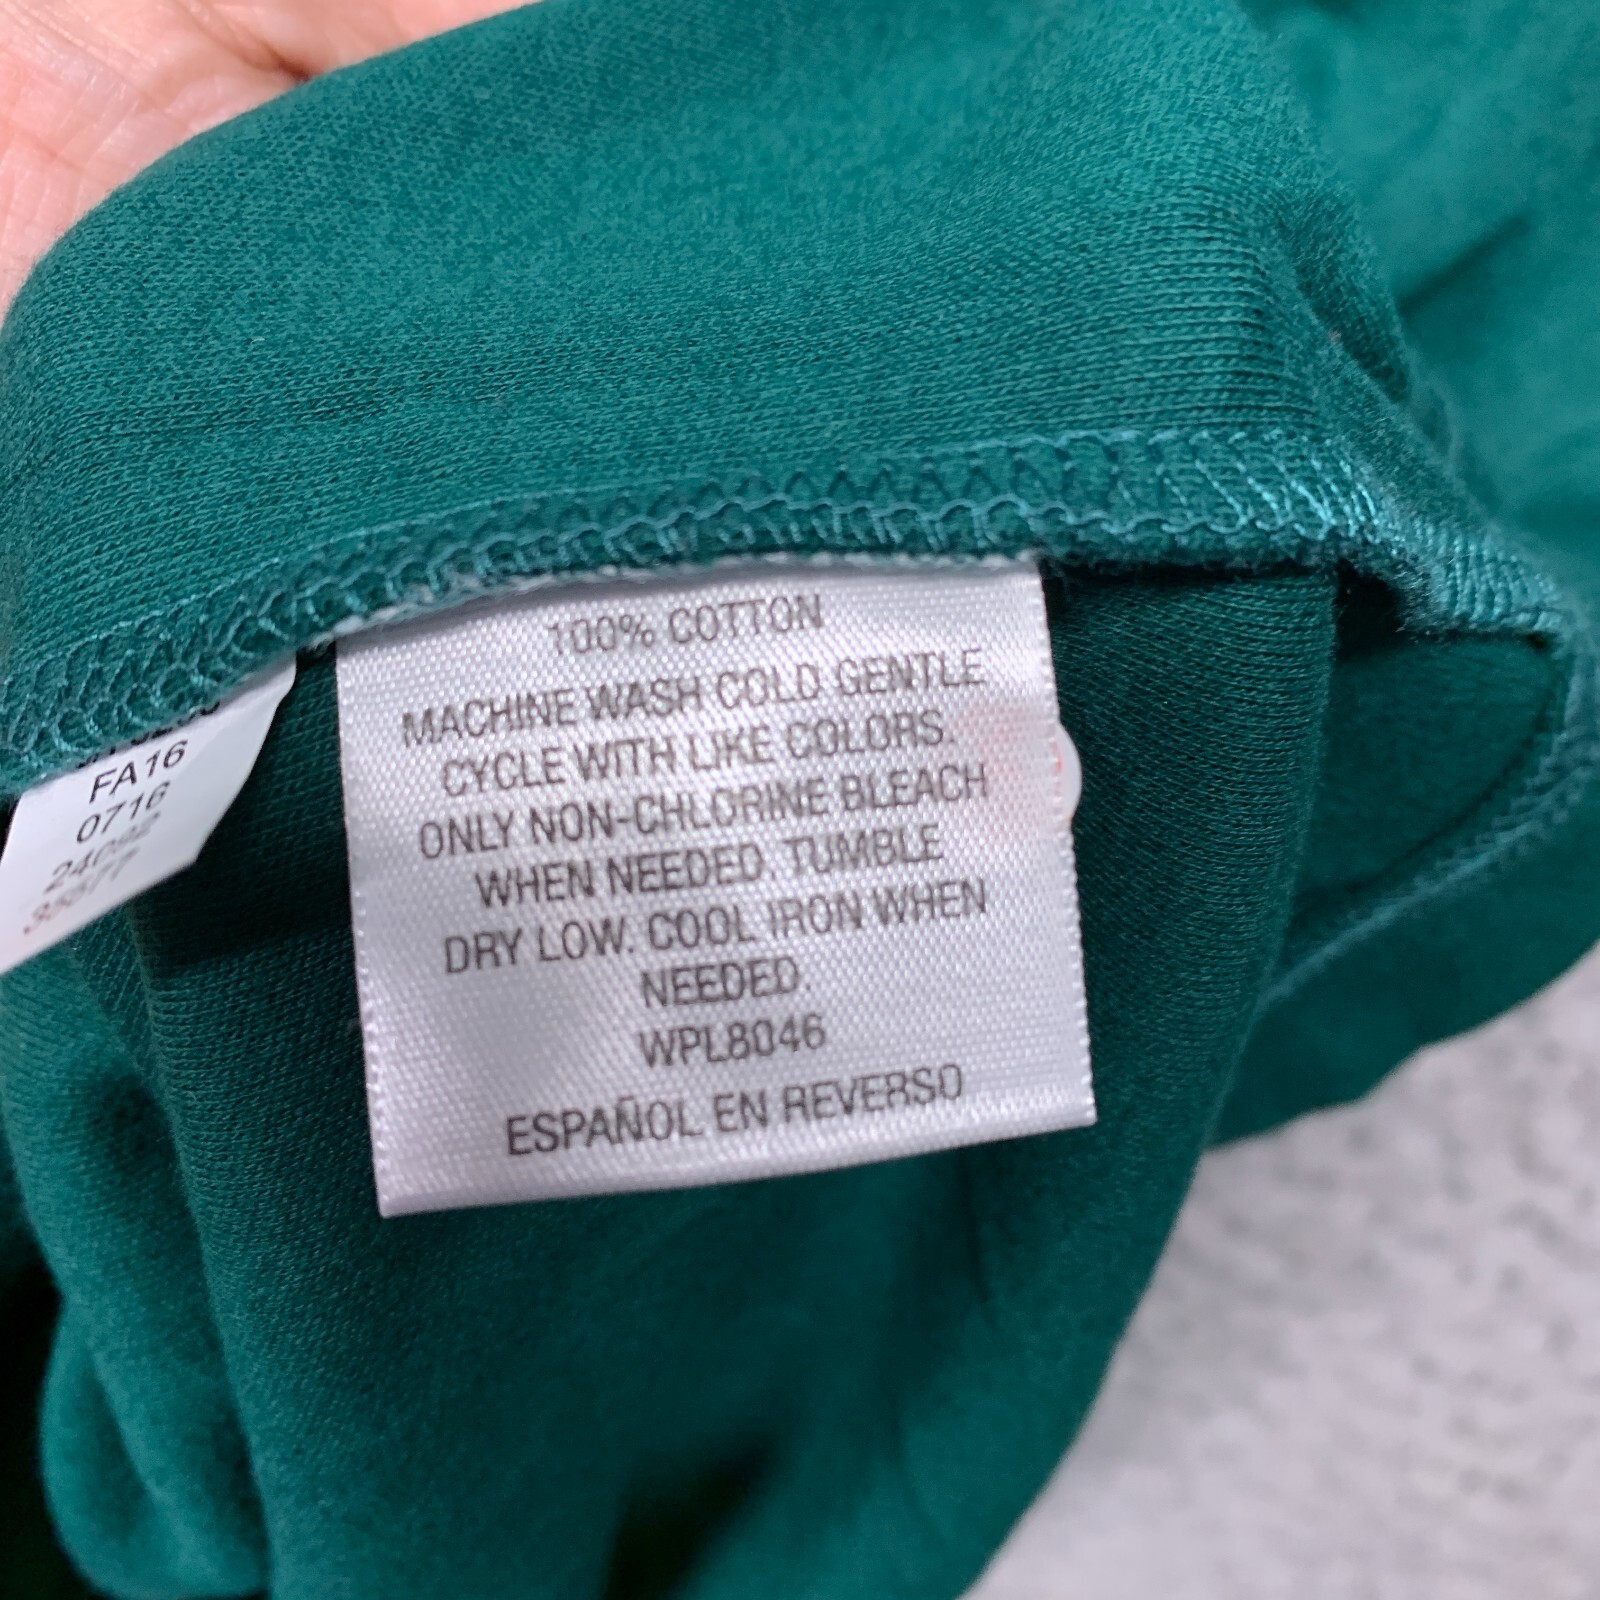 100% COTTON
MACHINE WASH COLD GENTLE
CYCLE WITH LIKE COLORS.
ONLY NON-CHLORINE BLEACH
WHEN NEEDED. TUMBLE
DRY LOW. COOL IRON WHEN
NEEDED.
WPL8046
ESPAÑOL EN REVERSO
FA16
0716